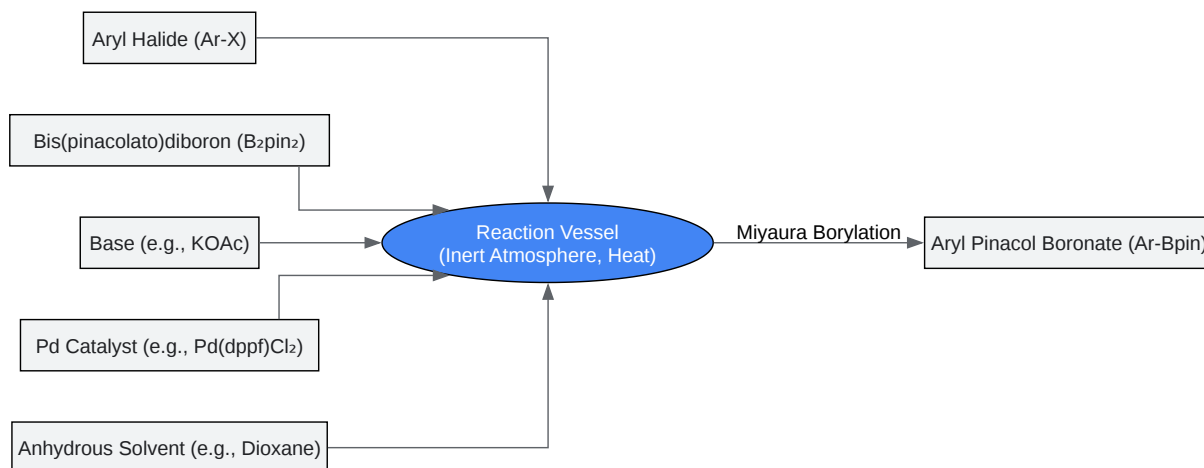 Aryl Halide (Ar-X)
Bis(pinacolato)diboron (B₂pin₂)
Base (e.g., KOAc)
Pd Catalyst (e.g., Pd(dppf)Cl₂)
Anhydrous Solvent (e.g., Dioxane)
Reaction Vessel
(Inert Atmosphere, Heat)
Miyaura Borylation
Aryl Pinacol Boronate (Ar-Bpin)